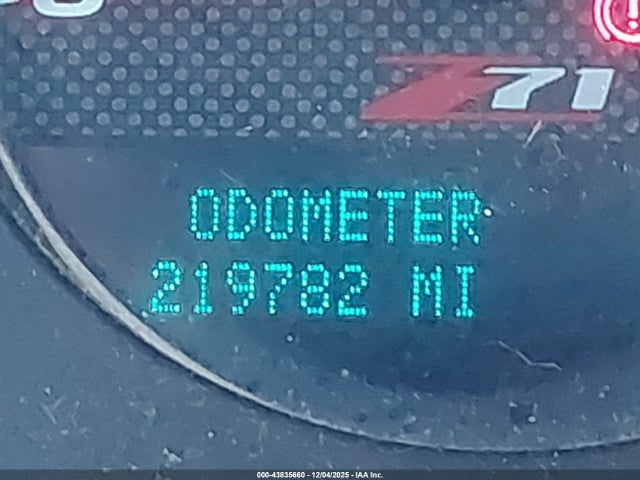 Z71
ODOMETER
219782 MI
000-43835660 - 12/04/2025 - IAA Inc.